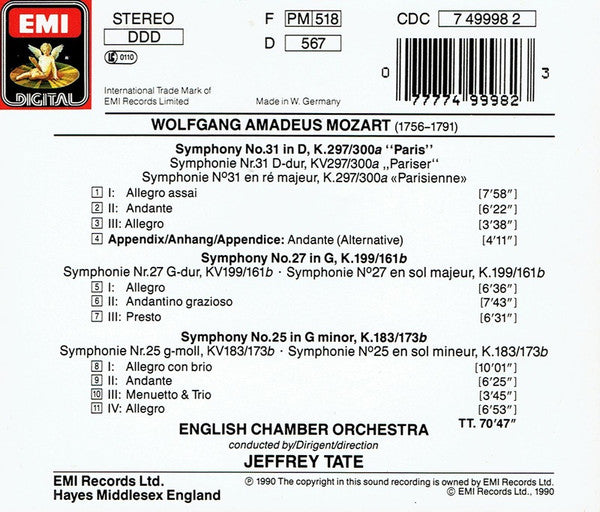 EMI
DIGITAL
STEREO
DDD
0110
F PM 518
D 567
CDC 7 49998 2
0 77774 99982 3
International Trade Mark of
EMI Records Limited
Made in W. Germany
WOLFGANG AMADEUS MOZART (1756–1791)
Symphony No.31 in D, K.297/300a "Paris"
Symphonie Nr.31 D-dur, KV297/300a „Pariser"
Symphonie Nº31 en ré majeur, K.297/300a «Parisienne»
1 I: Allegro assai [7'58"]
2 II: Andante [6'22"]
3 III: Allegro [3'38"]
4 Appendix/Anhang/Appendice: Andante (Alternative) [4'11"]
Symphony No.27 in G, K.199/161b
Symphonie Nr.27 G-dur, KV199/161b · Symphonie Nº27 en sol majeur, K.199/161b
5 I: Allegro [6'36"]
6 II: Andantino grazioso [7'43"]
7 III: Presto [6'31"]
Symphony No.25 in G minor, K.183/173b
Symphonie Nr.25 g-moll, KV183/173b · Symphonie Nº25 en sol mineur, K.183/173b
8 I: Allegro con brio [10'01"]
9 II: Andante [6'25"]
10 III: Menuetto & Trio [3'45"]
11 IV: Allegro [6'53"]
TT. 70'47"
ENGLISH CHAMBER ORCHESTRA
conducted by/Dirigent/direction
JEFFREY TATE
EMI Records Ltd.
Hayes Middlesex England
℗ 1990 The copyright in this sound recording is owned by EMI Records Ltd.
© EMI Records Ltd., 1990